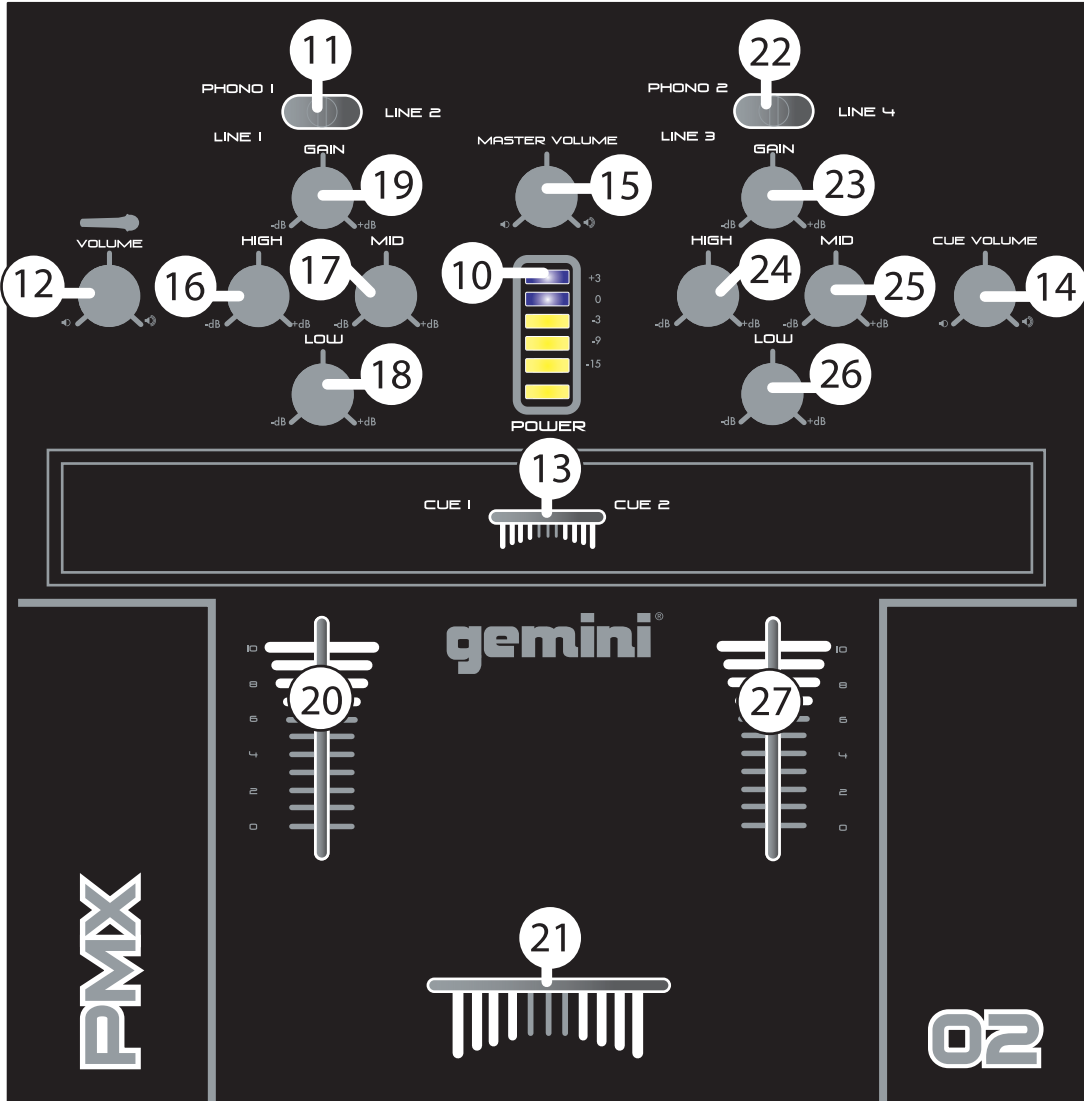 11
22
PHONO 1
LINE 2
LINE 1
PHONO 2
LINE 4
LINE 3
GAIN
-dB
+dB
19
MASTER VOLUME
15
GAIN
-dB
+dB
23
VOLUME
12
HIGH
-dB
+dB
16
MID
-dB
+dB
17
10
+3
0
-3
-9
-15
POWER
HIGH
-dB
+dB
24
MID
-dB
+dB
25
CUE VOLUME
14
LOW
-dB
+dB
18
LOW
-dB
+dB
26
13
CUE 1
CUE 2
gemini®
10
8
6
4
2
0
20
10
8
6
4
2
0
27
21
PMX
02